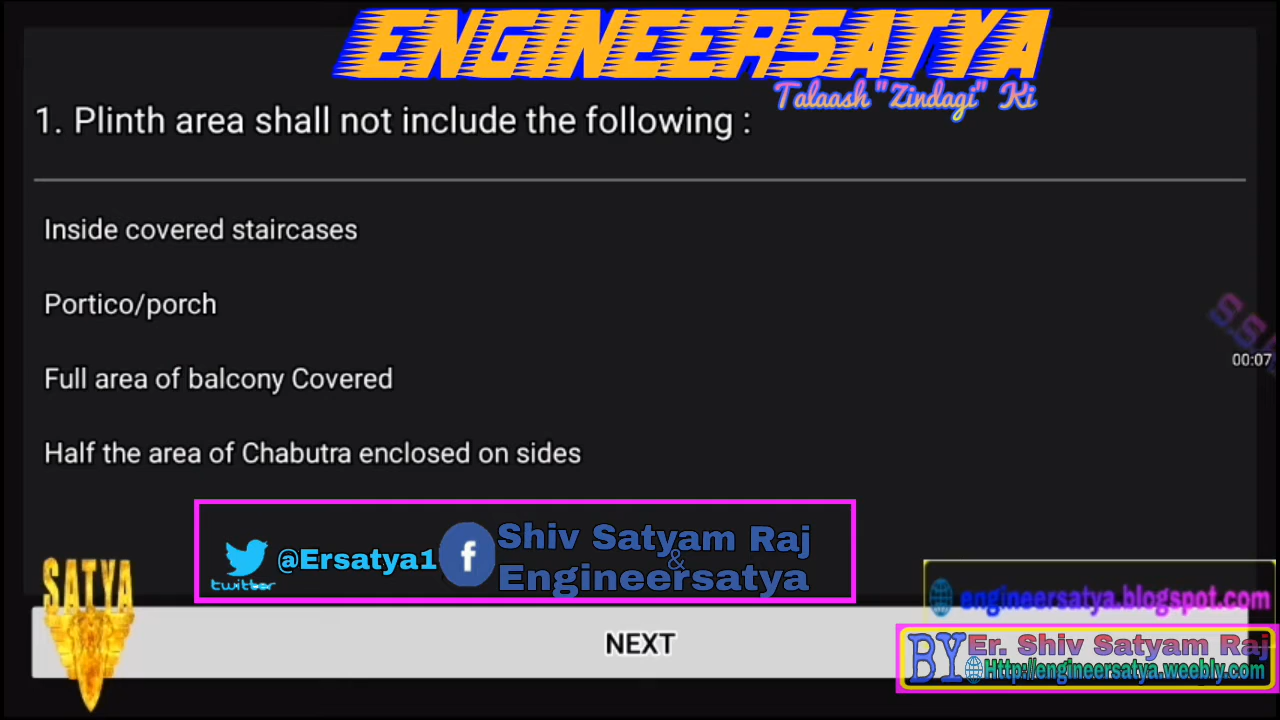 ENGINEERSATYA
Talaash "Zindagi" Ki
1. Plinth area shall not include the following :
Inside covered staircases
Portico/porch
00:07
Full area of balcony Covered
Half the area of Chabutra enclosed on sides
twitter
@Ersatya1
f
Shiv Satyam Raj
&
Engineersatya
SATYA
engineersatya.blogspot.com
NEXT
BY
Er. Shiv Satyam Raj
Http://engineersatya.weebly.com